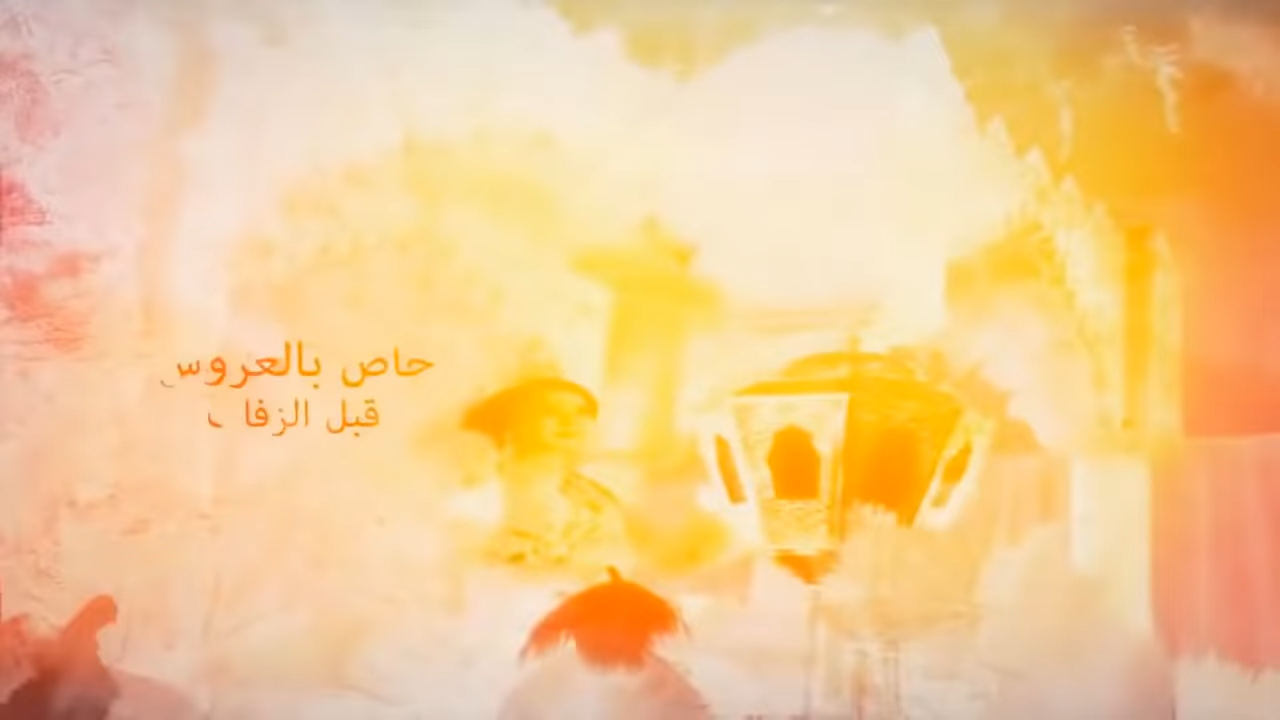 حاص بالعروس
قبل الزفا